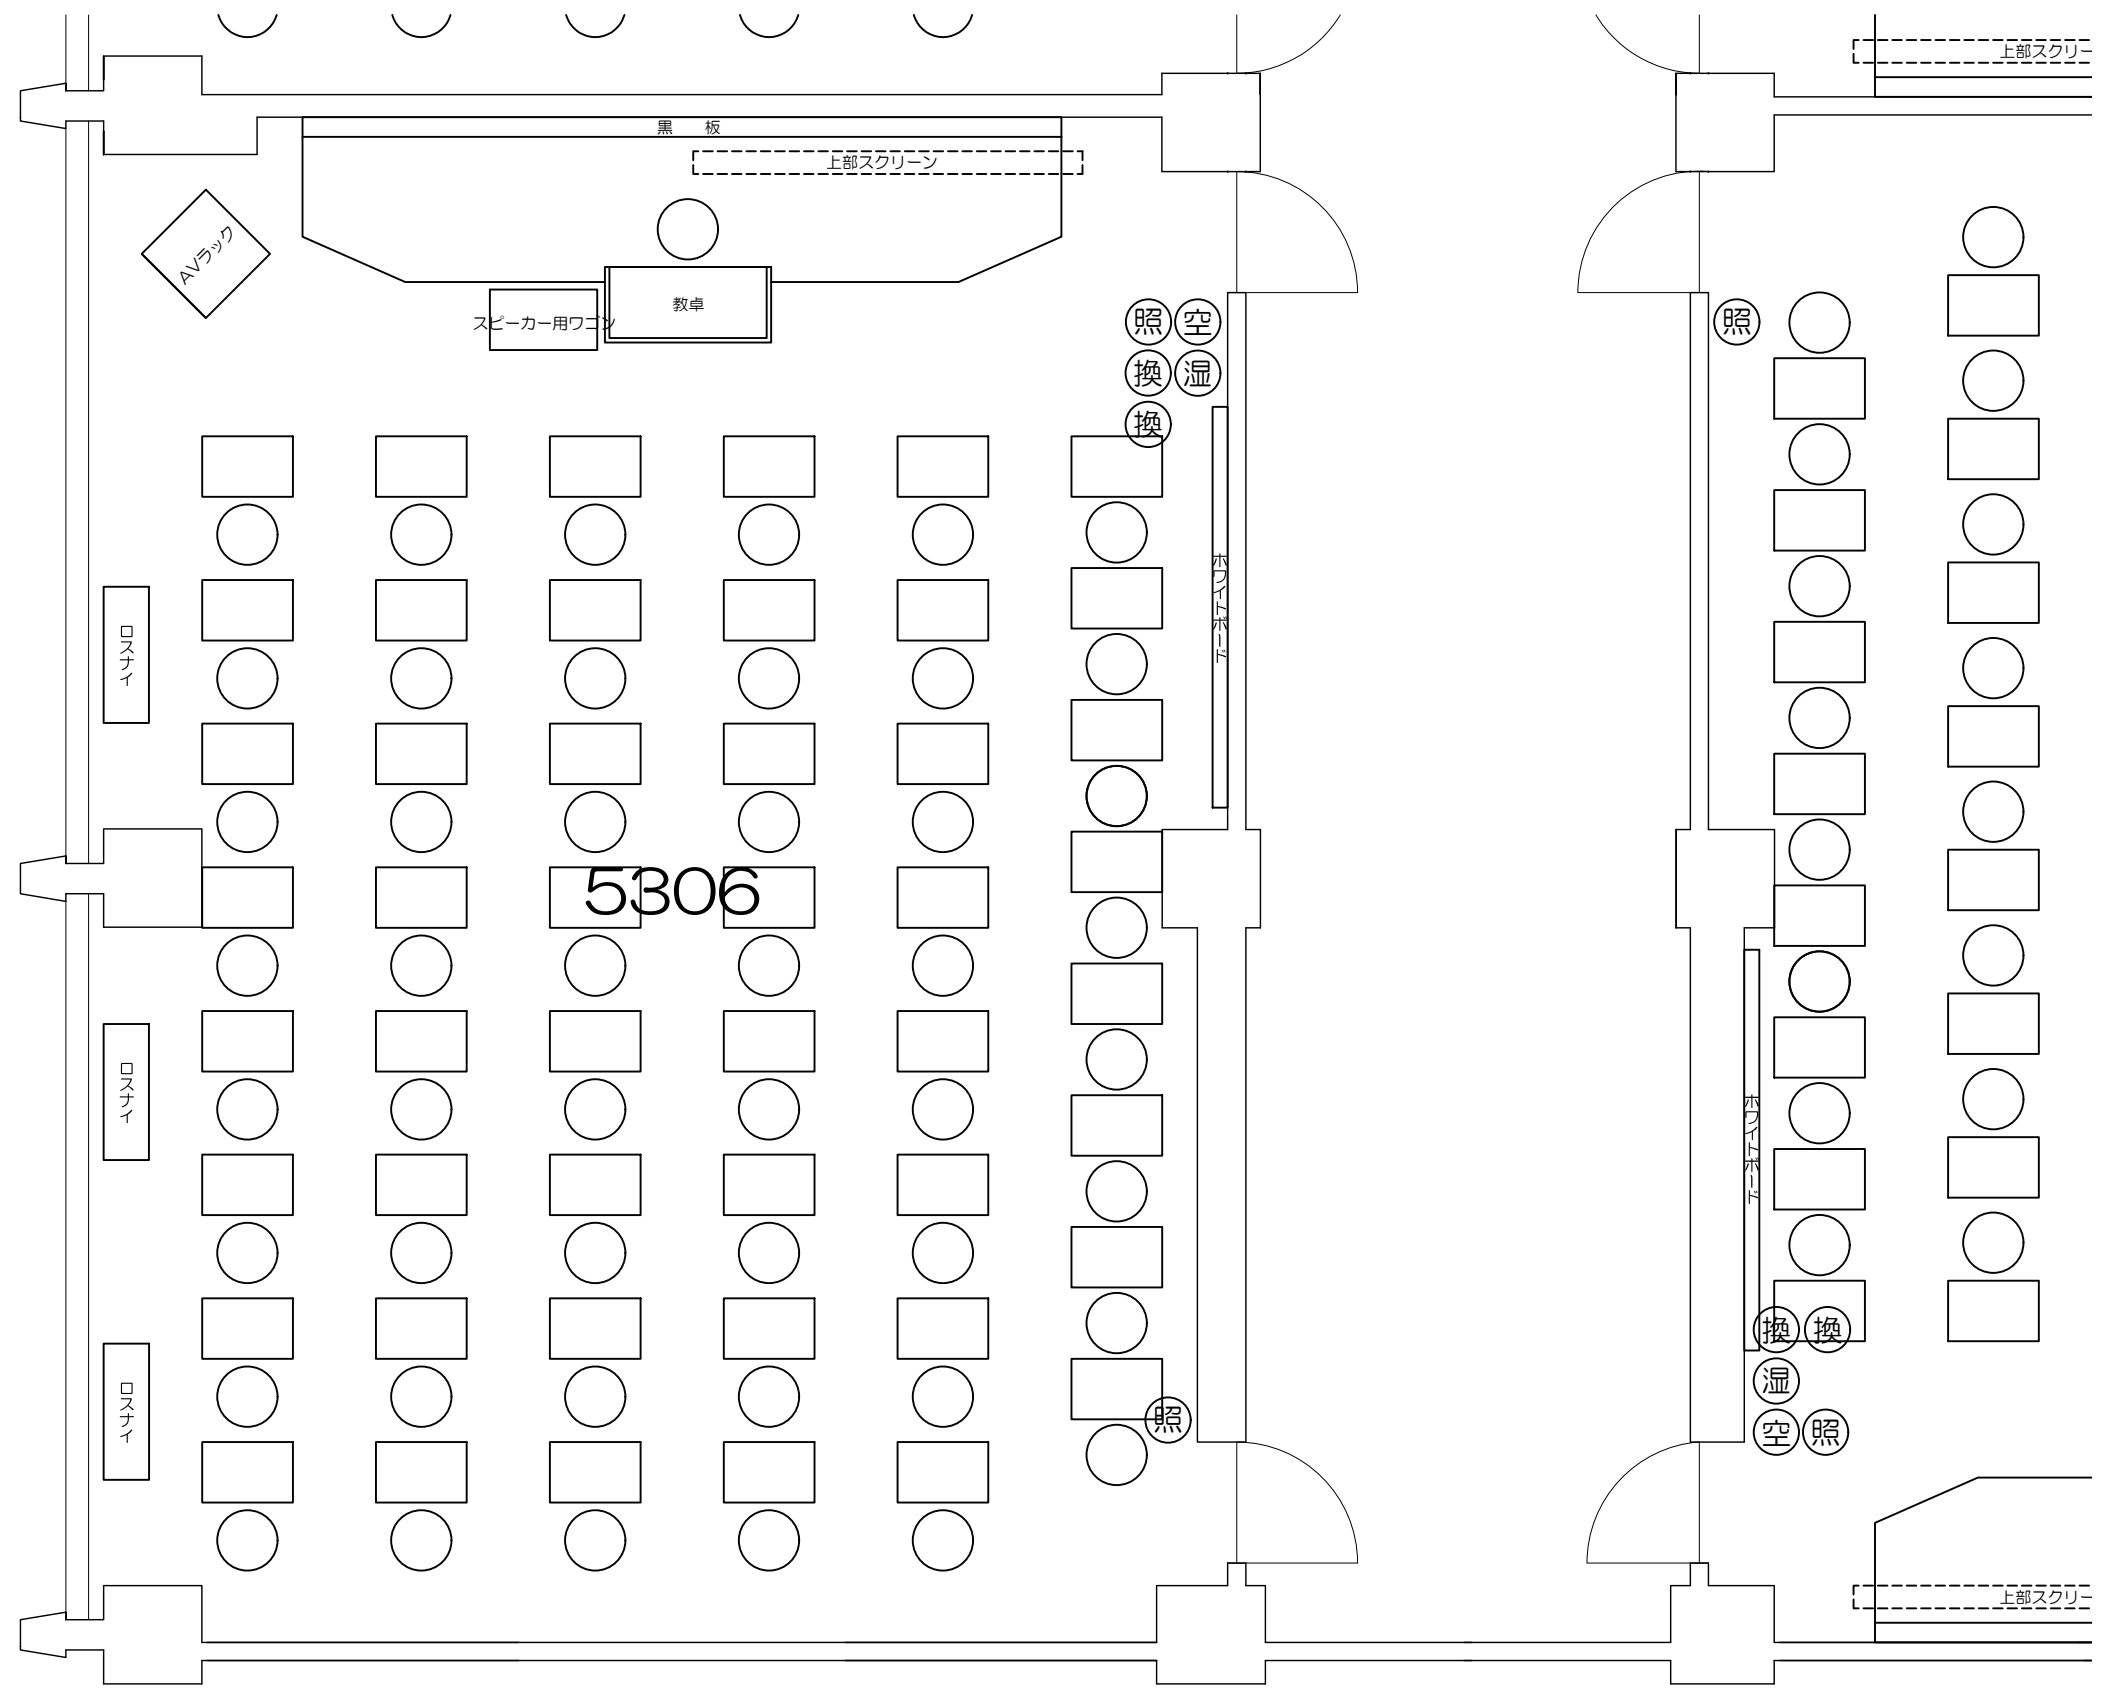 上部スクリー
黒 板
上部スクリーン
AVラック
教卓
スピーカー用ワゴン
照 空
換 湿
換
照
ホワイトボード
ロスナイ
5306
ロスナイ
ホワイトボード
換 換
湿
空 照
ロスナイ
照
上部スクリー